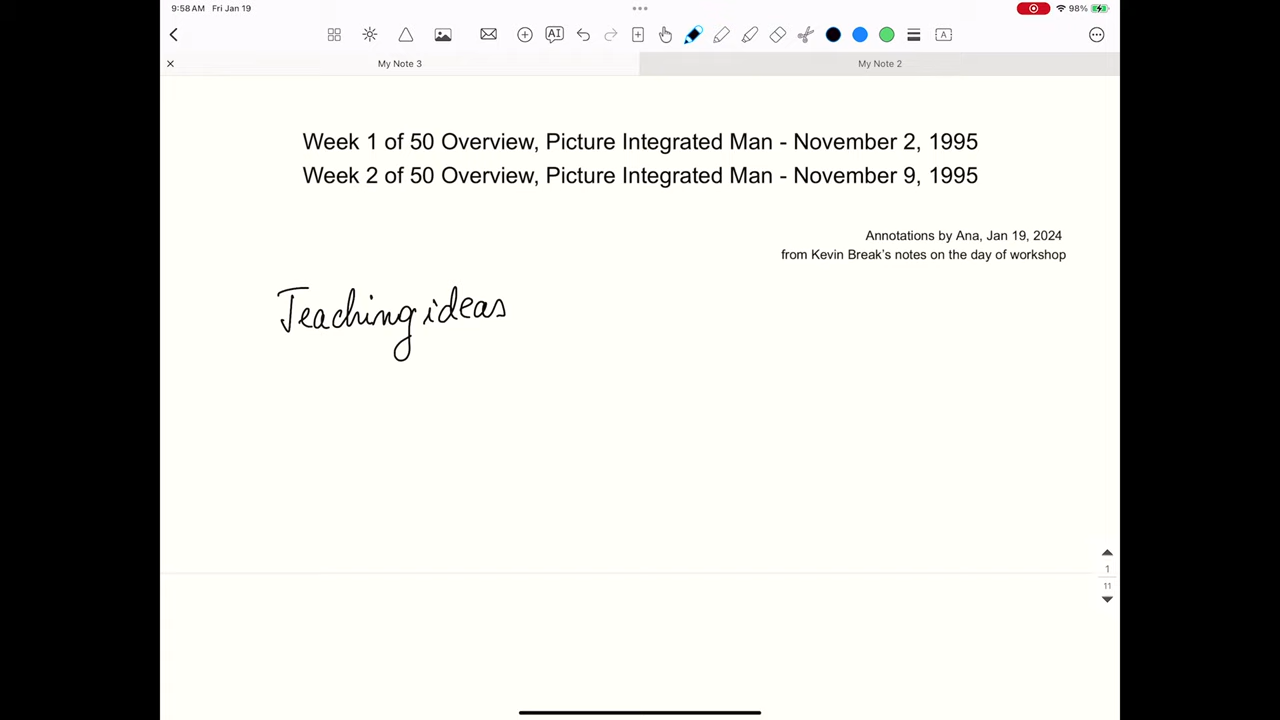 9:58AM Fri Jan 19
98%
AI
A
× My Note 3
My Note 2
Week 1 of 50 Overview, Picture Integrated Man - November 2, 1995
Week 2 of 50 Overview, Picture Integrated Man - November 9, 1995
Annotations by Ana, Jan 19, 2024
from Kevin Break's notes on the day of workshop
Teaching ideas
1
11